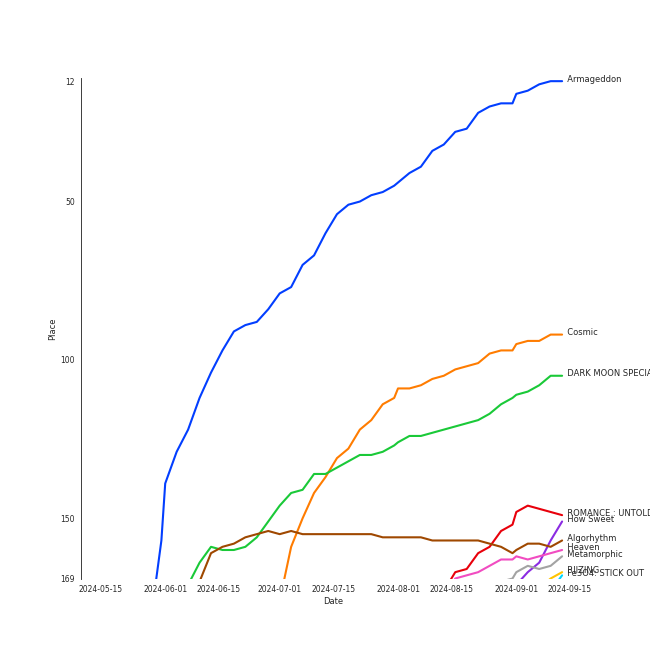 12
Armageddon
50
Place
Cosmic
100
DARK MOON SPECIA
ROMANCE : UNTOLD
150
How Sweet
Algorhythm
Heaven
Metamorphic
RIIZING
Fe3O4: STICK OUT
169
2024-05-15 2024-06-01 2024-06-15 2024-07-01 2024-07-15 2024-08-01 2024-08-15 2024-09-01 2024-09-15
Date